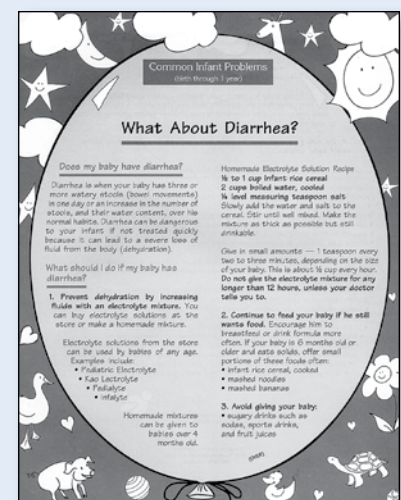 Common Infant Problems
(birth through 1 year)
What About Diarrhea?
Does my baby have diarrhea?
Diarrhea is when your baby has three or
more watery stools (bowel movements)
in one day or an increase in the number of
stools, and their water content, over his
normal habits. Diarrhea can be dangerous
to your infant if not treated quickly
because it can lead to a severe loss of
fluid from the body (dehydration).
What should I do if my baby has
diarrhea?
1. Prevent dehydration by increasing
fluids with an electrolyte mixture. You
can buy electrolyte solutions at the
store or make a homemade mixture.
Electrolyte solutions from the store
can be used by babies of any age.
Examples include:
• Pediatric Electrolyte
• Kao Lectrolyte
• Pedialyte
• Infalyte
Homemade mixtures
can be given to
babies over 4
months old.
Homemade Electrolyte Solution Recipe
½ to 1 cup infant rice cereal
2 cups boiled water, cooled
¼ level measuring teaspoon salt
Slowly add the water and salt to the
cereal. Stir until well mixed. Make the
mixture as thick as possible but still
drinkable.
Give in small amounts — 1 teaspoon every
two to three minutes, depending on the size
of your baby. This is about ½ cup every hour.
Do not give the electrolyte mixture for any
longer than 12 hours, unless your doctor
tells you to.
2. Continue to feed your baby if he still
wants food. Encourage him to
breastfeed or drink formula more
often. If your baby is 6 months old or
older and eats solids, offer small
portions of these foods often:
• infant rice cereal, cooked
• mashed noodles
• mashed bananas
3. Avoid giving your baby:
• sugary drinks such as
sodas, sports drinks,
and fruit juices
(over)